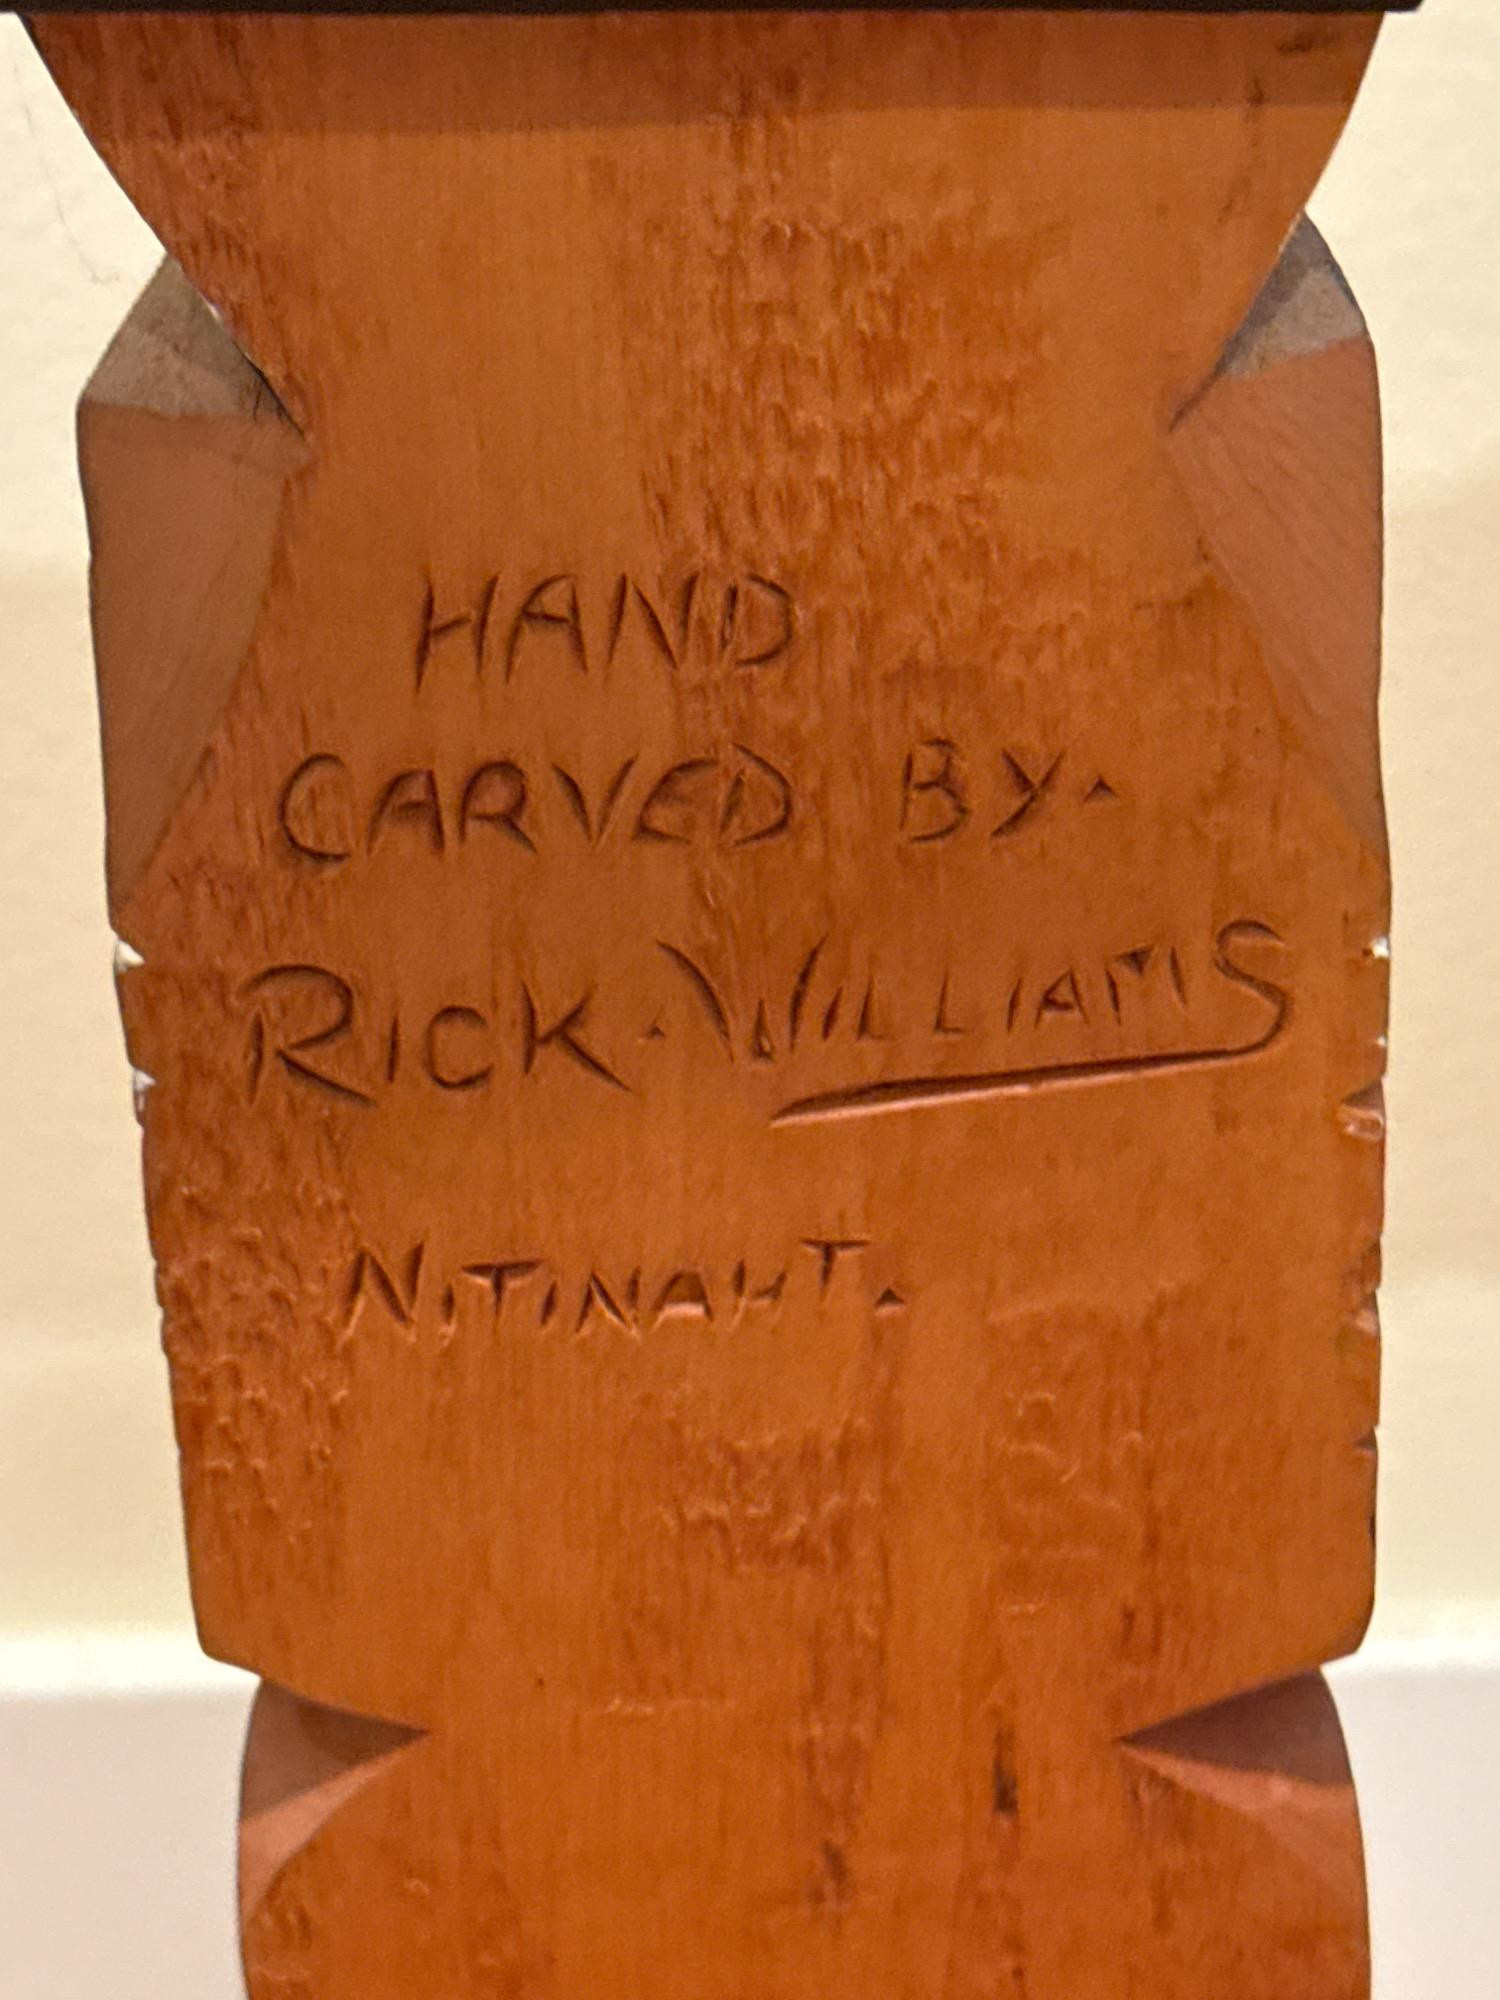 HAND
CARVED BY.
RICK. WILLIAMS
NITINAHT.